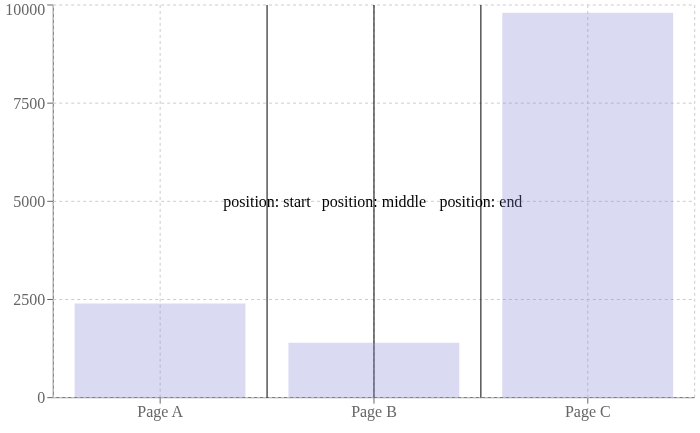 10000
7500
5000
position: start position: middle position: end
2500
0
Page A Page B Page C